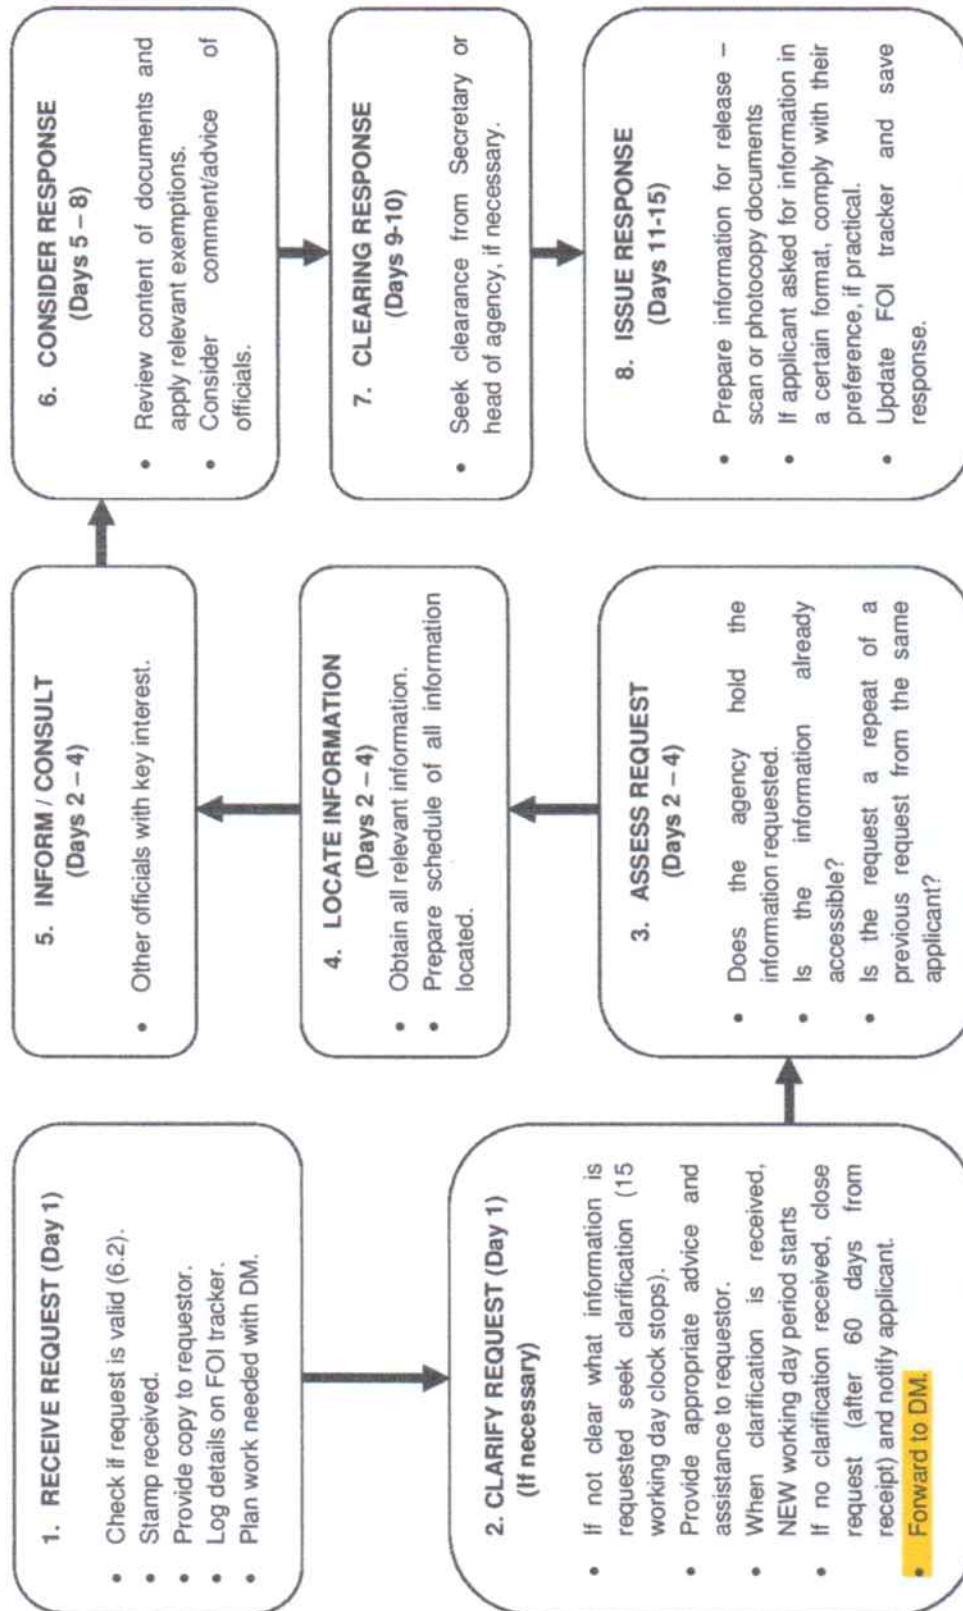 1. RECEIVE REQUEST (Day 1)
• Check if request is valid (6.2).
• Stamp received.
• Provide copy to requestor.
• Log details on FOI tracker.
• Plan work needed with DM.
2. CLARIFY REQUEST (Day 1)
(If necessary)
• If not clear what information is
requested seek clarification (15
working day clock stops).
• Provide appropriate advice and
assistance to requestor.
• When clarification is received,
NEW working day period starts
• If no clarification received, close
request (after 60 days from
receipt) and notify applicant.
• Forward to DM.
3. ASSESS REQUEST
(Days 2 – 4)
• Does the agency hold the
information requested.
• Is the information already
accessible?
• Is the request a repeat of a
previous request from the same
applicant?
4. LOCATE INFORMATION
(Days 2 – 4)
• Obtain all relevant information.
• Prepare schedule of all information
located.
5. INFORM / CONSULT
(Days 2 – 4)
• Other officials with key interest.
6. CONSIDER RESPONSE
(Days 5 – 8)
• Review content of documents and
apply relevant exemptions.
• Consider comment/advice of
officials.
7. CLEARING RESPONSE
(Days 9-10)
• Seek clearance from Secretary or
head of agency, if necessary.
8. ISSUE RESPONSE
(Days 11-15)
• Prepare information for release –
scan or photocopy documents
• If applicant asked for information in
a certain format, comply with their
preference, if practical.
• Update FOI tracker and save
response.